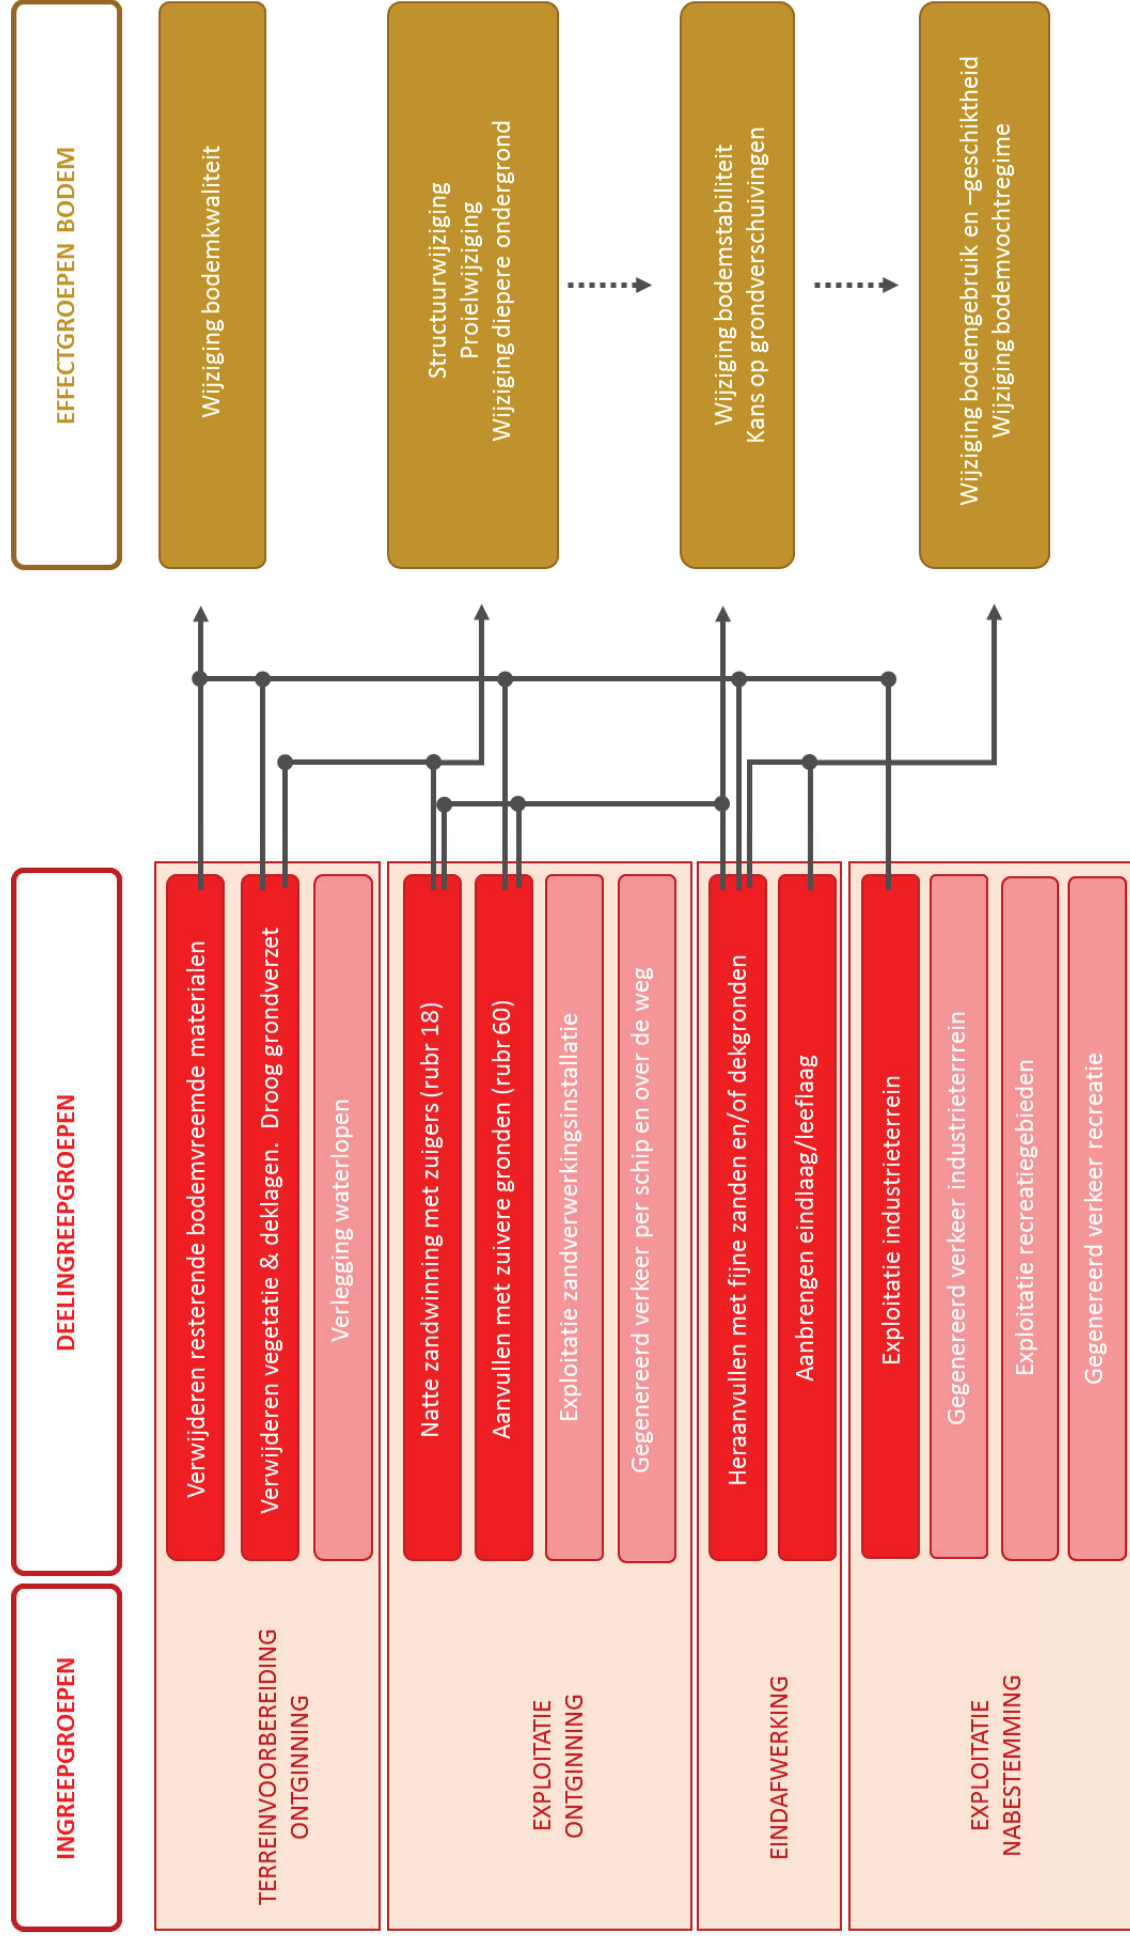 INGREEPGROEPEN
DEELINGREEPGROEPEN
EFFECTGROEPEN BODEM
TERREINVOORBEREIDING
ONTGINNING
Verwijderen resterende bodemvreemde materialen
Verwijderen vegetatie & deklagen. Droog grondverzet
Verlegging waterlopen
EXPLOITATIE
ONTGINNING
Natte zandwinning met zuigers (rubr 18)
Aanvullen met zuivere gronden (rubr 60)
Exploitatie zandverwerkingsinstallatie
Gegenereerd verkeer per schip en over de weg
EINDAFWERKING
Heraanvullen met fijne zanden en/of dekgronden
Aanbrengen eindlaag/leeflaag
EXPLOITATIE
NABESTEMMING
Exploitatie industrieterrein
Gegenereerd verkeer industrieterrrein
Exploitatie recreatiegebieden
Gegenereerd verkeer recreatie
Wijziging bodemkwaliteit
Structuurwijziging
Proielwijziging
Wijziging diepere ondergrond
Wijziging bodemstabiliteit
Kans op grondverschuivingen
Wijziging bodemgebruik en –geschiktheid
Wijziging bodemvochtregime